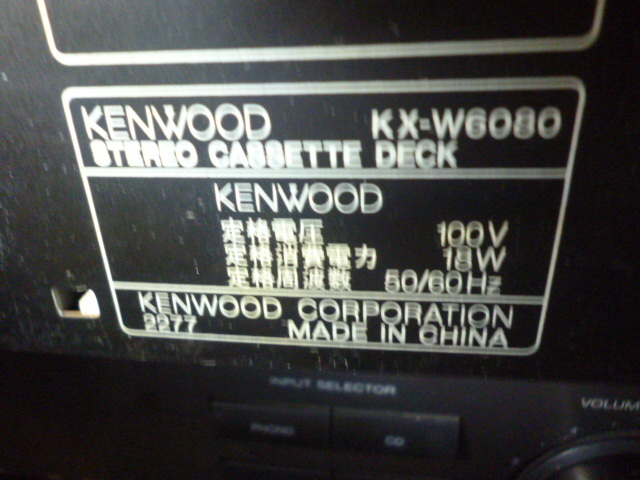 KENWOOD KX-W6080
STEREO CASSETTE DECK
KENWOOD
定格電圧 100V
定格消費電力 18W
定格周波数 50/60Hz
KENWOOD CORPORATION
2277 MADE IN CHINA
INPUT SELECTOR
VOLUM
PHONO CD